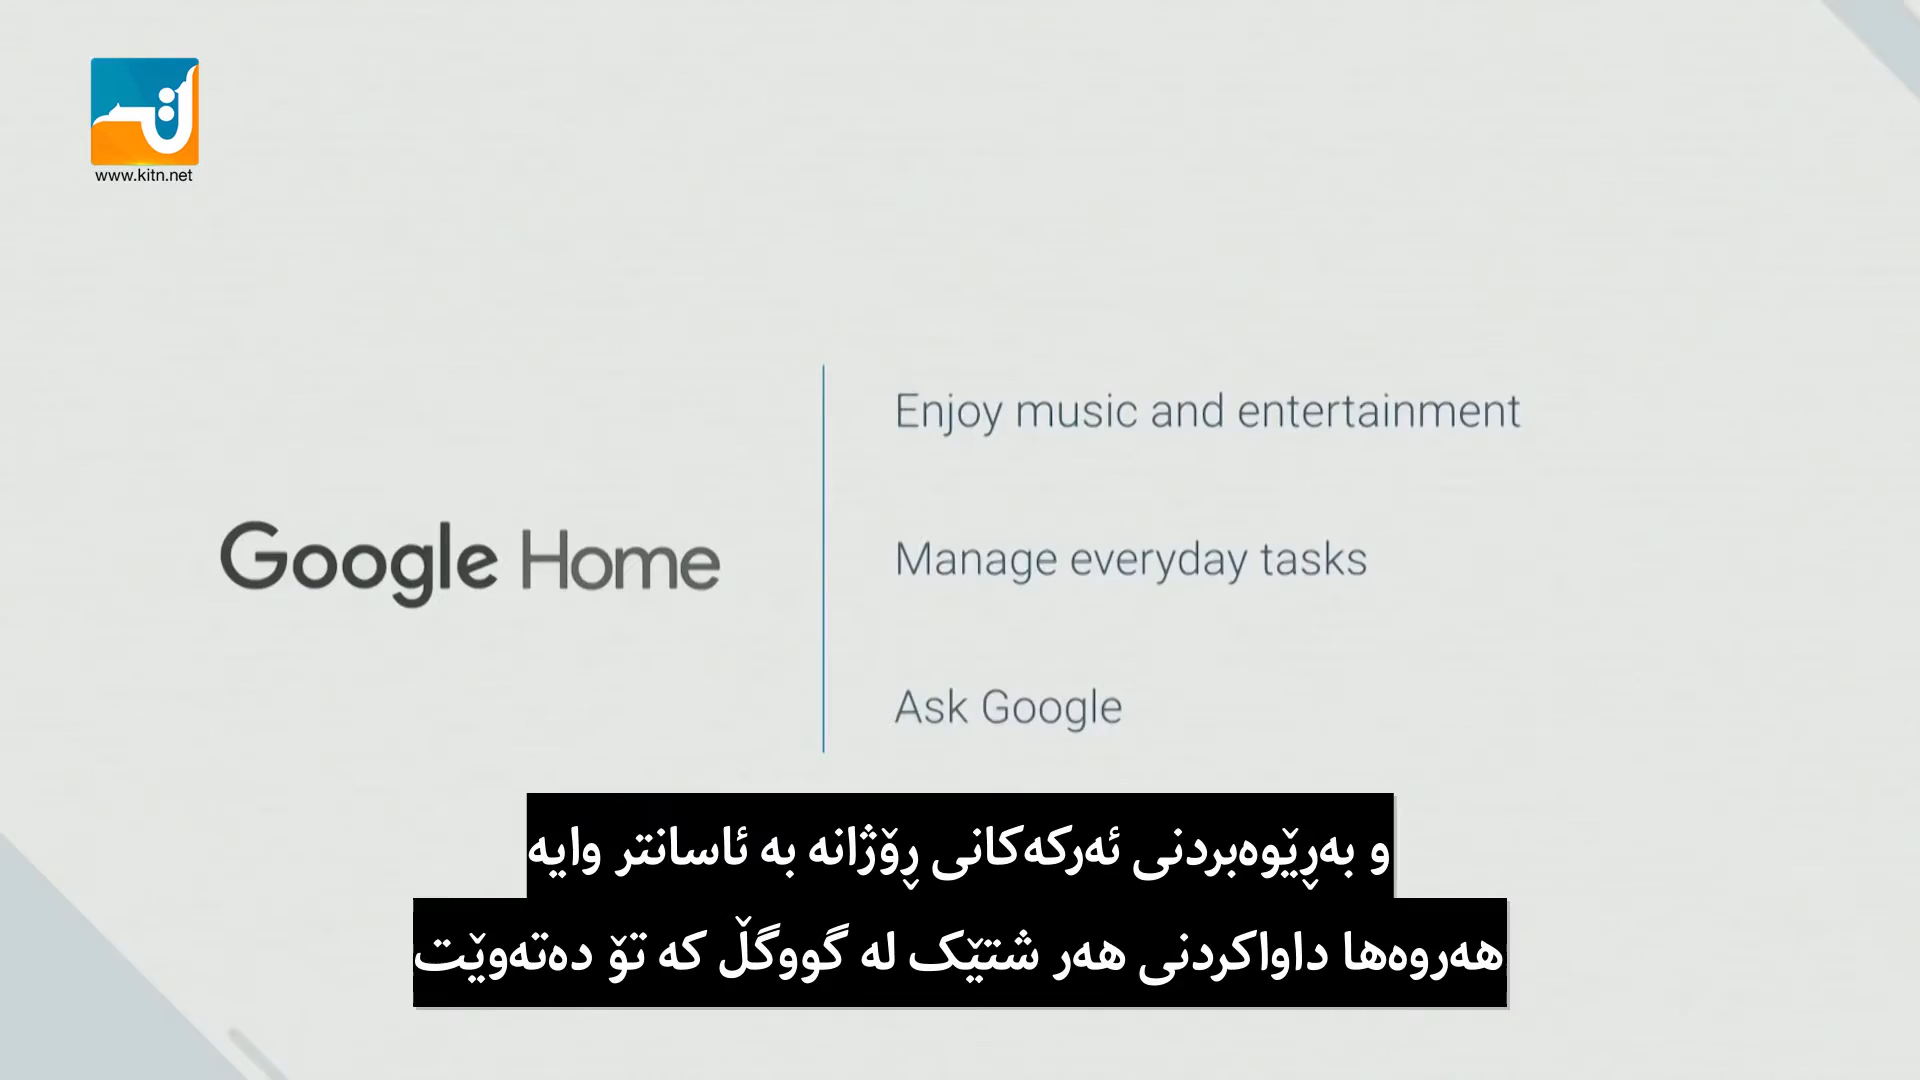 www.kitn.net
Google Home
Enjoy music and entertainment
Manage everyday tasks
Ask Google
و بەڕێوەبردنی ئەرکەکانی ڕۆژانە بە ئاسانتر وایە
هەروەها داواکردنی هەر شتێک لە گووگڵ کە تۆ دەتەوێت